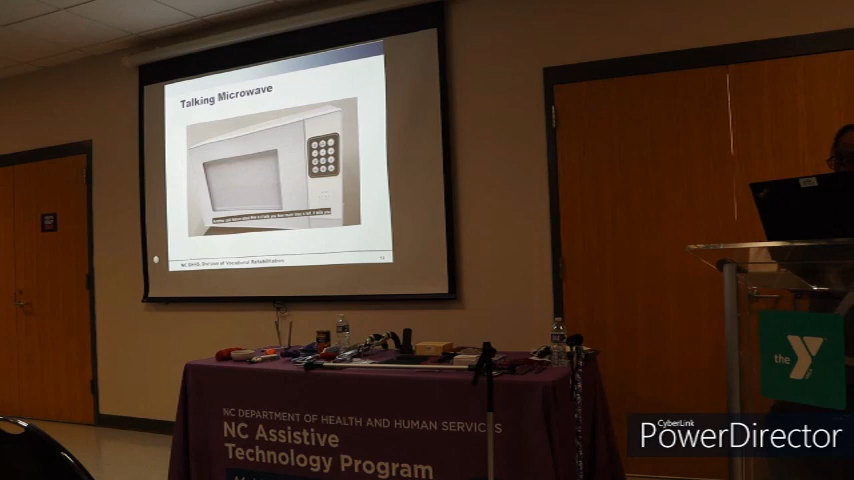 Talking Microwave
NC DHHS, Division of Vocational Rehabilitation
NC DEPARTMENT OF HEALTH AND HUMAN SERVICES
NC Assistive
Technology Program
the Y
CyberLink
PowerDirector